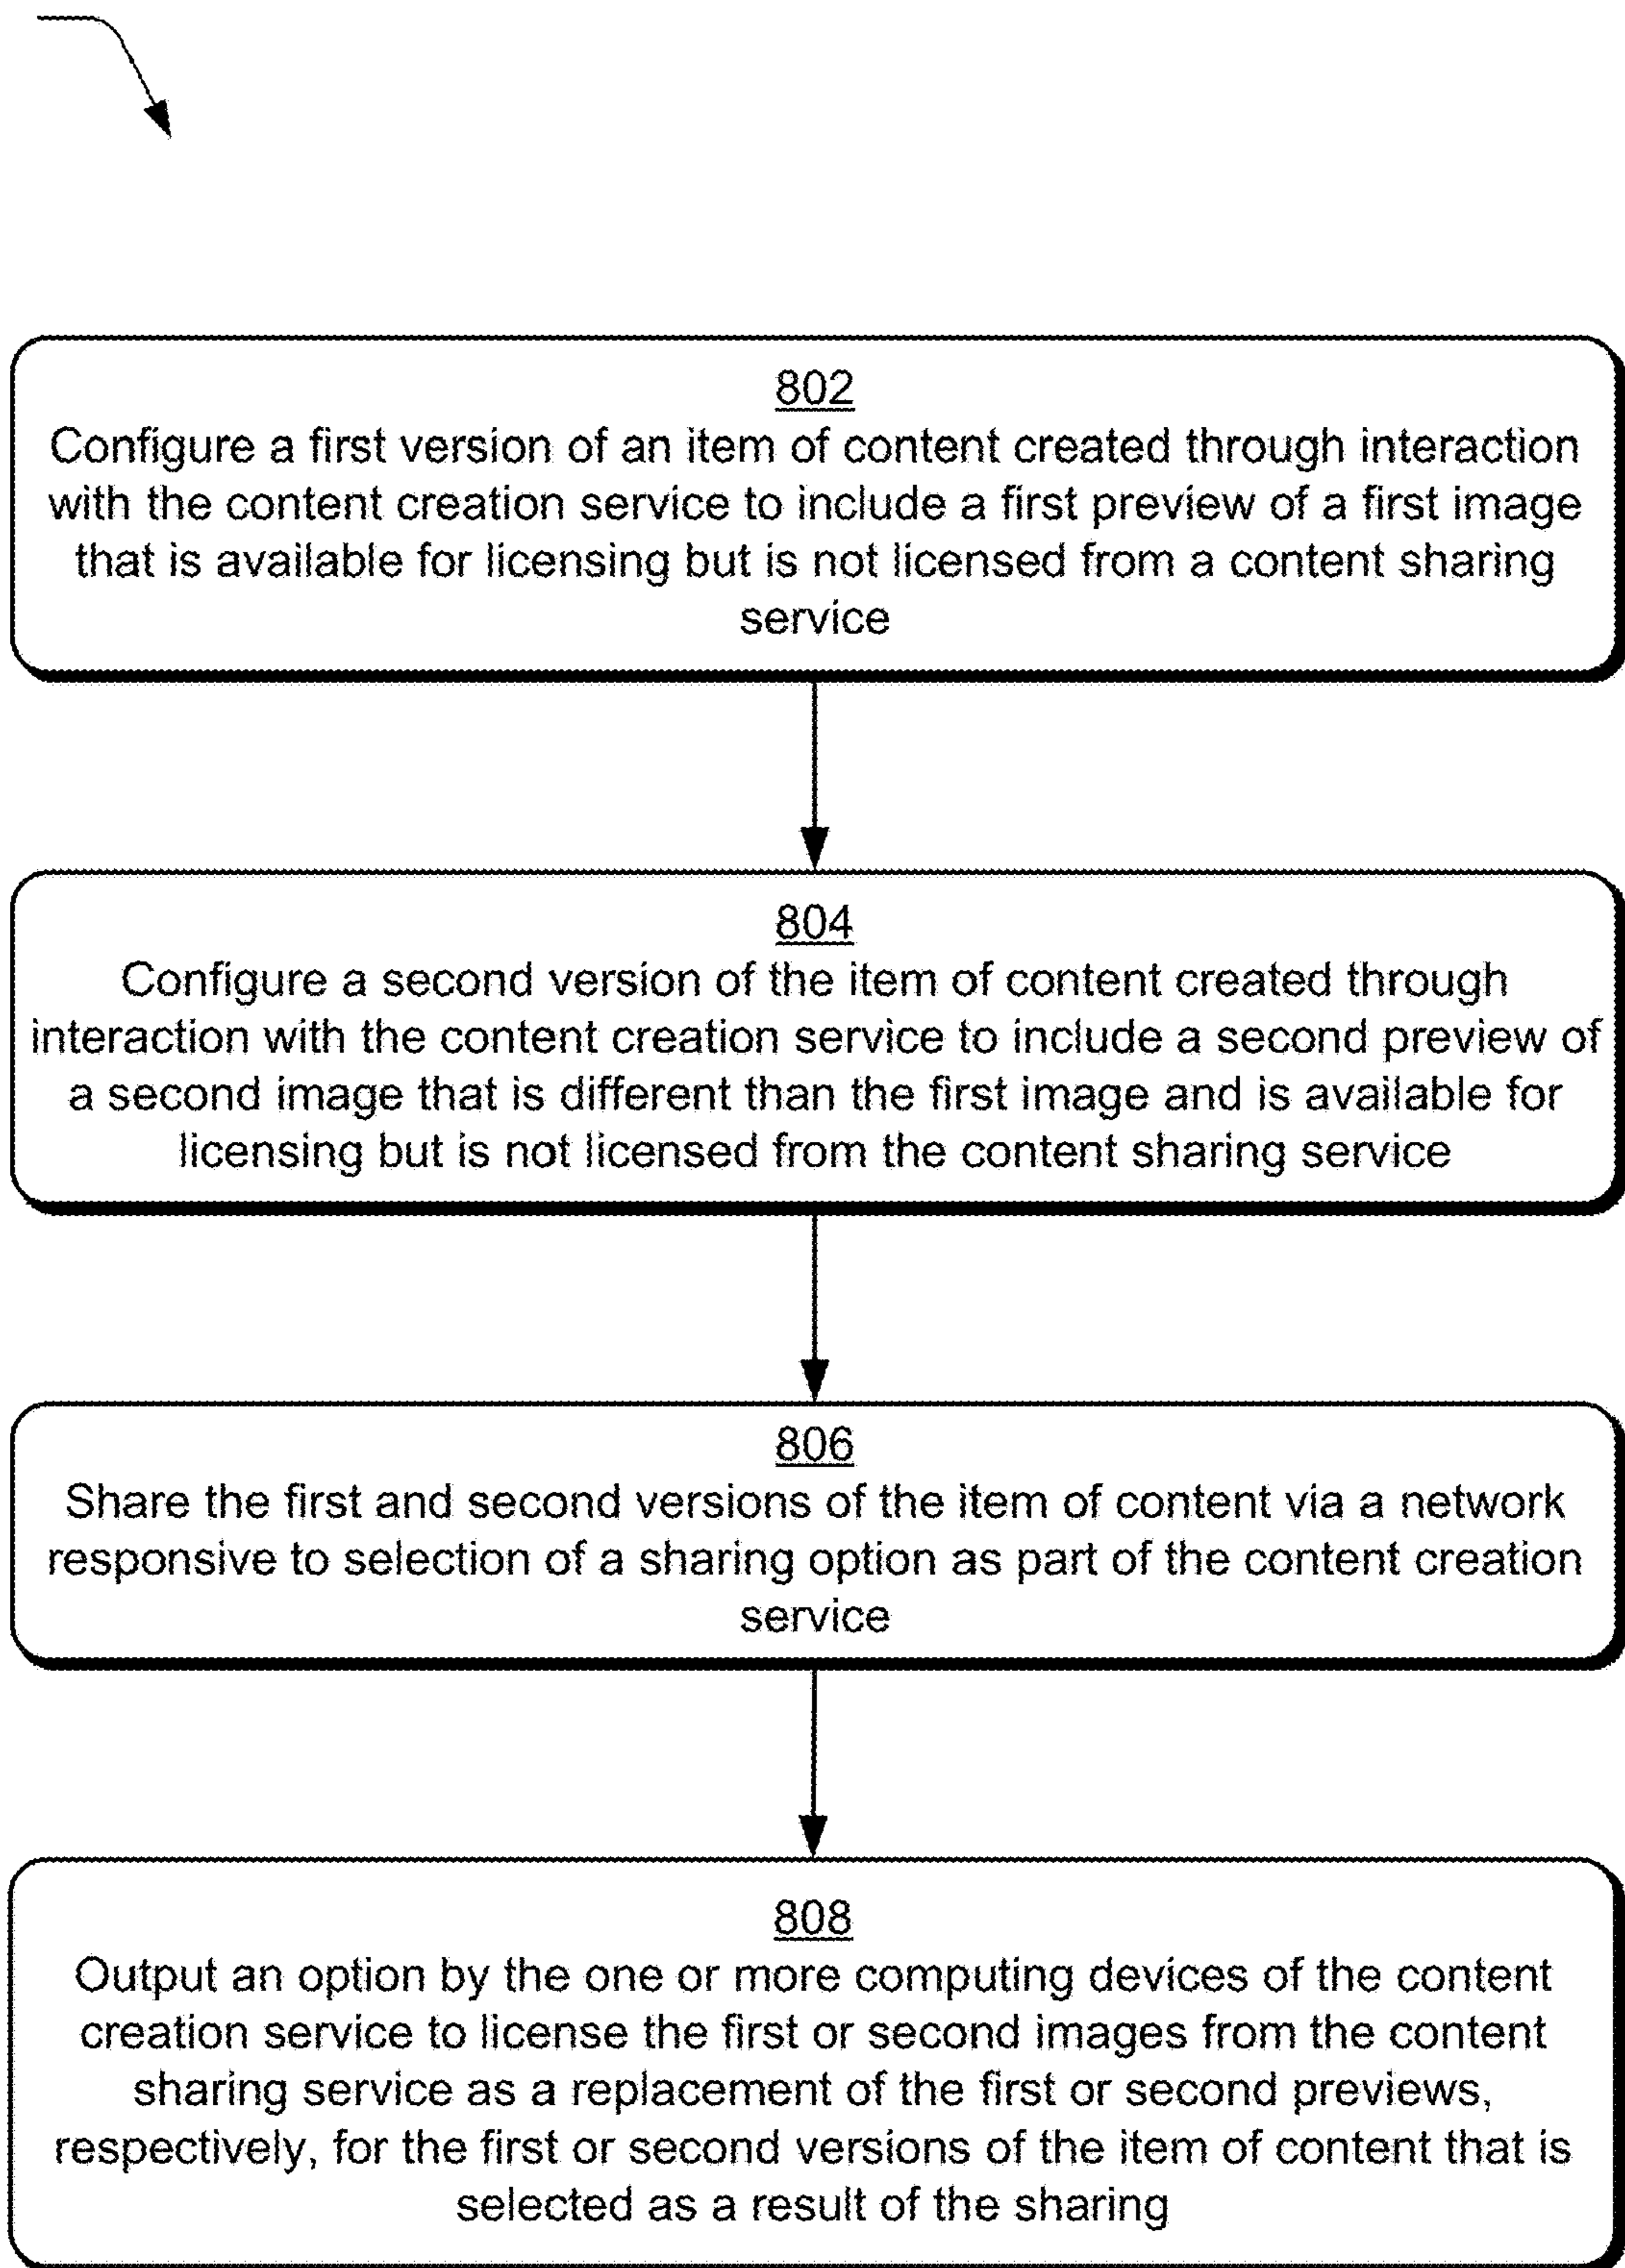 802
Configure a first version of an item of content created through interaction
with the content creation service to include a first preview of a first image
that is available for licensing but is not licensed from a content sharing
service
804
Configure a second version of the item of content created through
interaction with the content creation service to include a second preview of
a second image that is different than the first image and is available for
licensing but is not licensed from the content sharing service
806
Share the first and second versions of the item of content via a network
responsive to selection of a sharing option as part of the content creation
service
808
Output an option by the one or more computing devices of the content
creation service to license the first or second images from the content
sharing service as a replacement of the first or second previews,
respectively, for the first or second versions of the item of content that is
selected as a result of the sharing